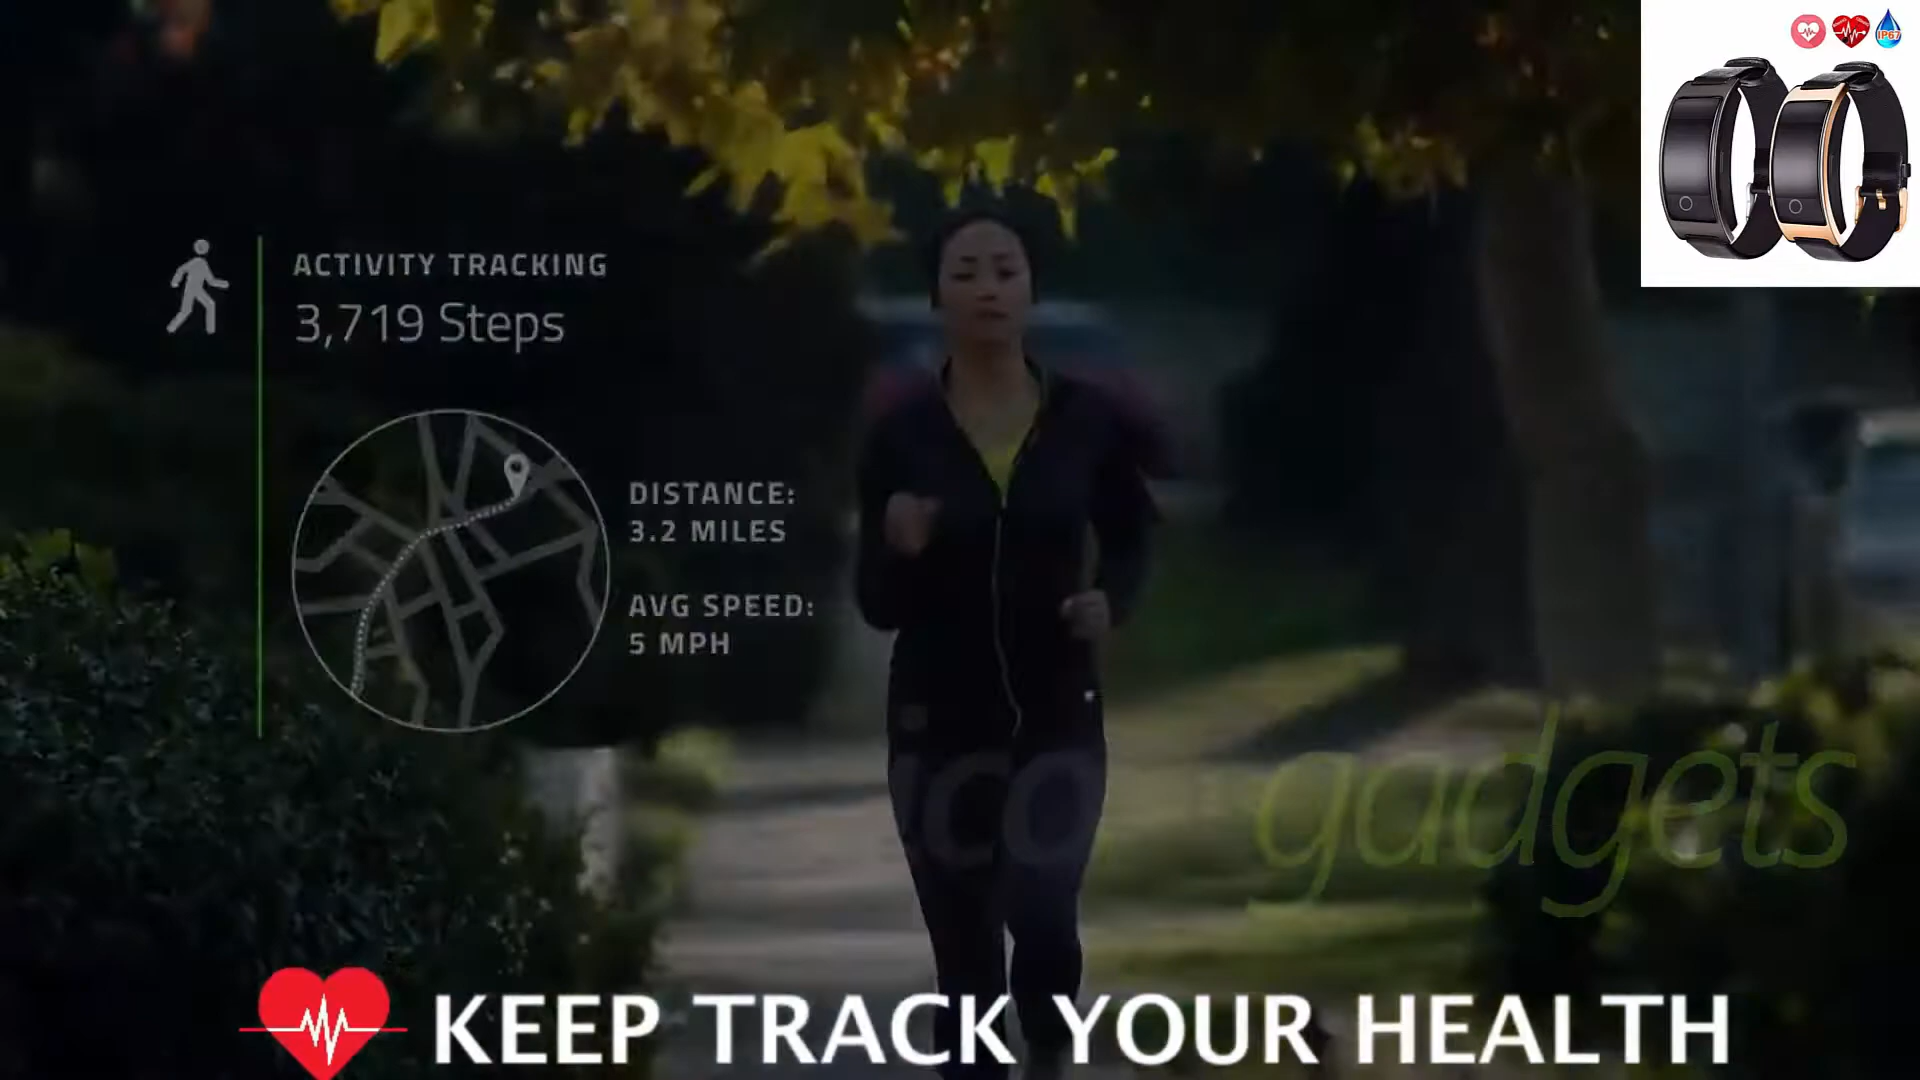 IP67
ACTIVITY TRACKING
3,719 Steps
DISTANCE:
3.2 MILES
AVG SPEED:
5 MPH
gadgets
KEEP TRACK YOUR HEALTH